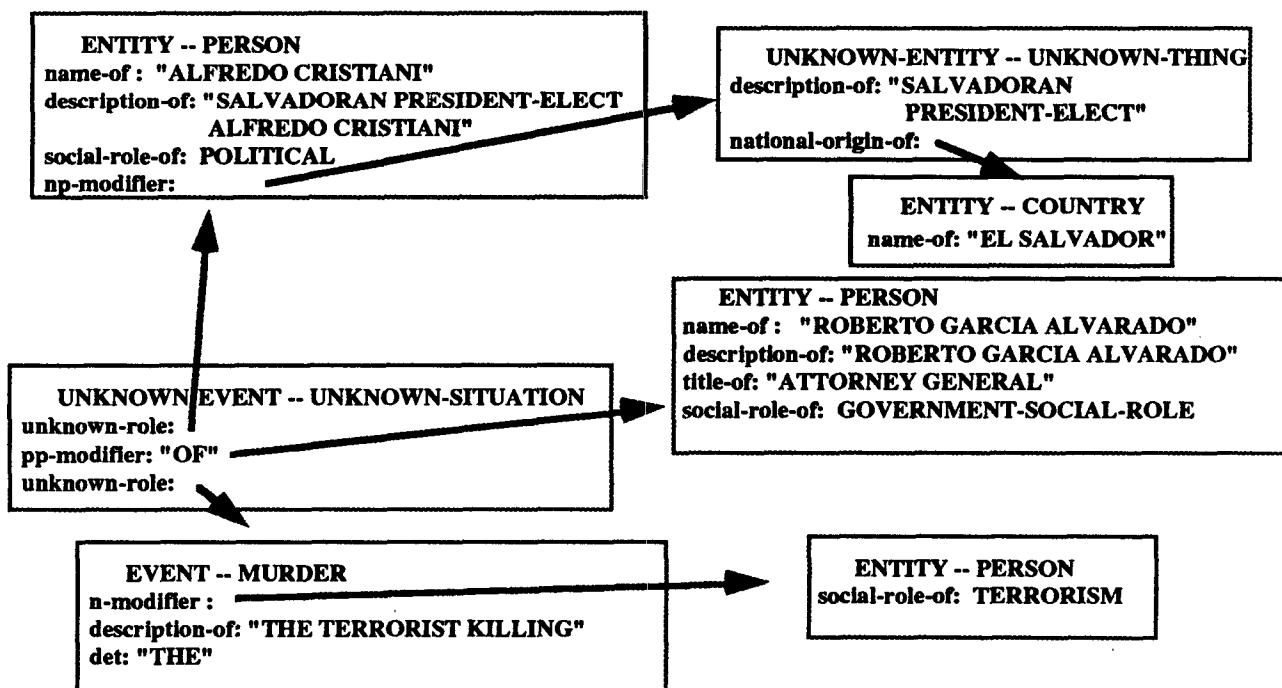 ENTITY -- PERSON
name-of : "ALFREDO CRISTIANI"
description-of: "SALVADORAN PRESIDENT-ELECT
ALFREDO CRISTIANI"
social-role-of: POLITICAL
np-modifier:
UNKNOWN-ENTITY -- UNKNOWN-THING
description-of: "SALVADORAN
PRESIDENT-ELECT"
national-origin-of:
ENTITY -- COUNTRY
name-of: "EL SALVADOR"
ENTITY -- PERSON
name-of : "ROBERTO GARCIA ALVARADO"
description-of: "ROBERTO GARCIA ALVARADO"
title-of: "ATTORNEY GENERAL"
social-role-of: GOVERNMENT-SOCIAL-ROLE
UNKNOWN EVENT -- UNKNOWN-SITUATION
unknown-role:
pp-modifier: "OF"
unknown-role:
EVENT -- MURDER
n-modifier :
description-of: "THE TERRORIST KILLING"
det: "THE"
ENTITY -- PERSON
social-role-of: TERRORISM